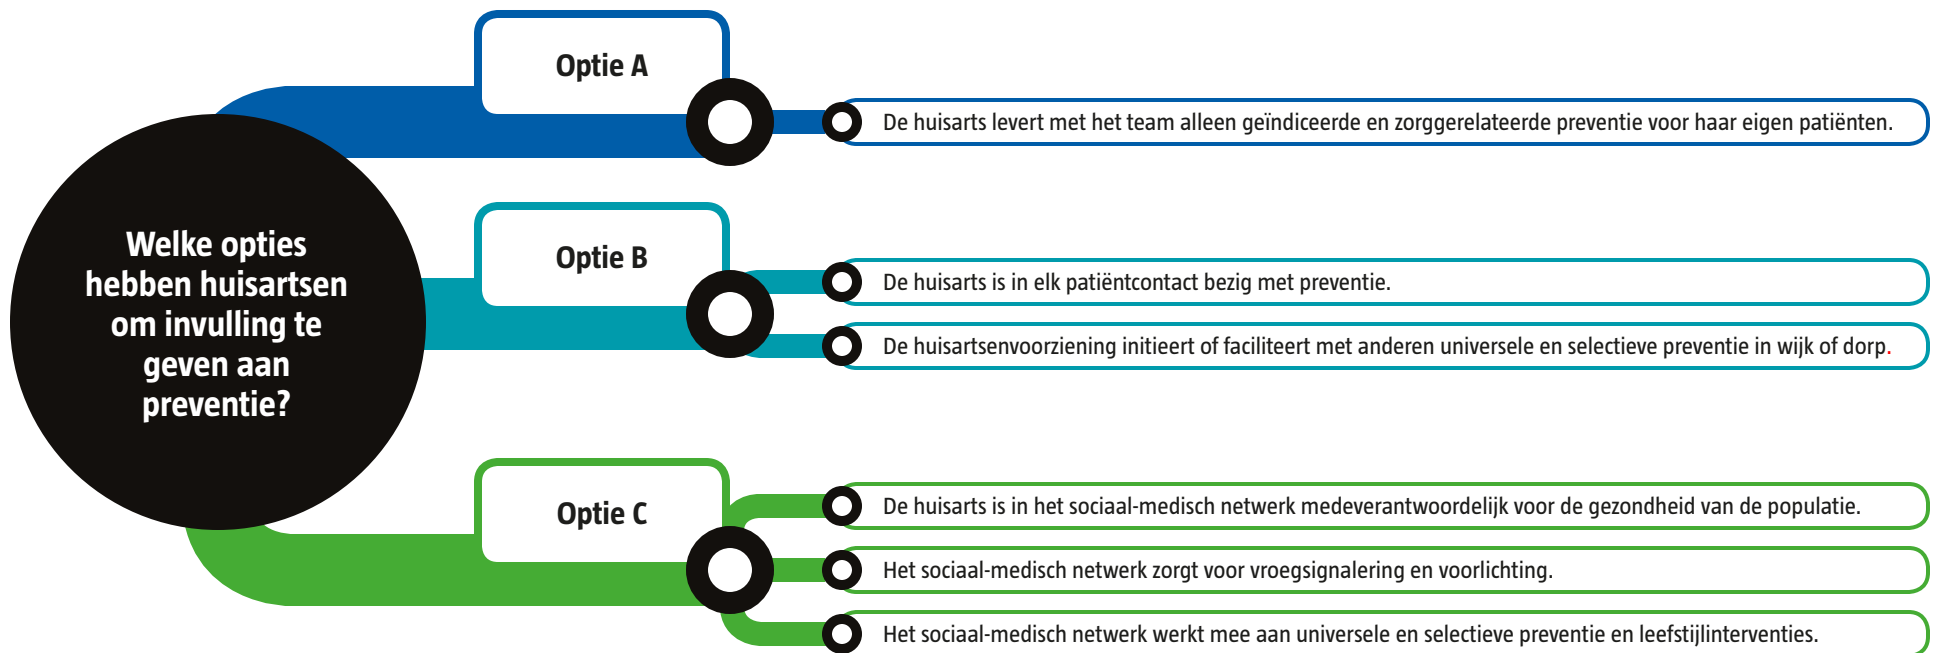 Welke opties
hebben huisartsen
om invulling te
geven aan
preventie?
Optie A
De huisarts levert met het team alleen geïndiceerde en zorggerelateerde preventie voor haar eigen patiënten.
Optie B
De huisarts is in elk patiëntcontact bezig met preventie.
De huisartsenvoorziening initieert of faciliteert met anderen universele en selectieve preventie in wijk of dorp.
Optie C
De huisarts is in het sociaal-medisch netwerk medeverantwoordelijk voor de gezondheid van de populatie.
Het sociaal-medisch netwerk zorgt voor vroegsignalering en voorlichting.
Het sociaal-medisch netwerk werkt mee aan universele en selectieve preventie en leefstijlinterventies.